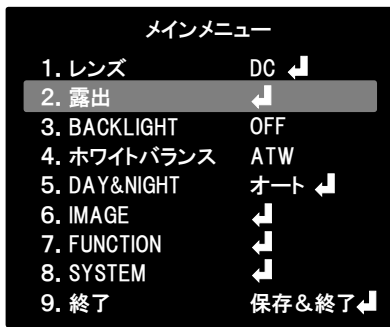 メインメニュー
1. レンズ DC ↲
2. 露出 ↲
3. BACKLIGHT OFF
4. ホワイトバランス ATW
5. DAY&NIGHT オート ↲
6. IMAGE ↲
7. FUNCTION ↲
8. SYSTEM ↲
9. 終了 保存&終了↲